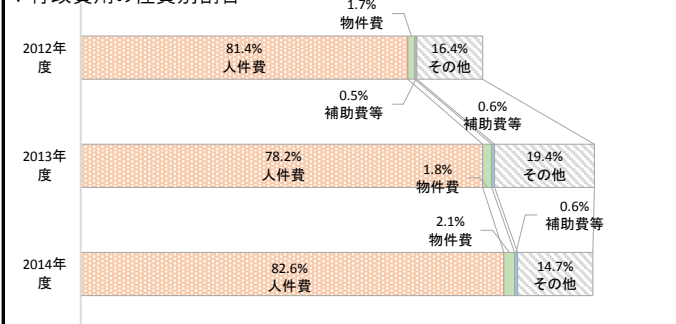 ▼行政費用の性質別割合
1.7%
物件費
2012年
度
81.4%
人件費
16.4%
その他
0.5%
補助費等
0.6%
補助費等
2013年
度
78.2%
人件費
1.8%
物件費
19.4%
その他
2.1%
物件費
0.6%
補助費等
2014年
度
82.6%
人件費
14.7%
その他